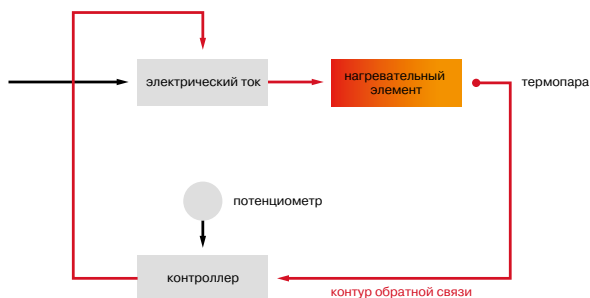 электрический ток
нагревательный
элемент
термопара
потенциометр
контроллер
контур обратной связи